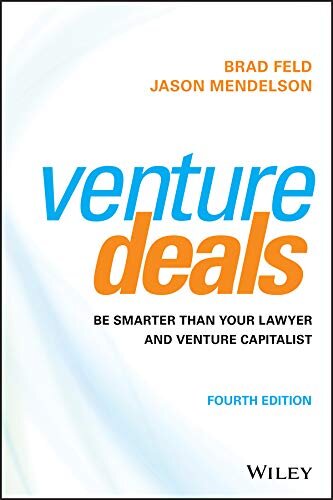 BRAD FELD
JASON MENDELSON
venture
deals
BE SMARTER THAN YOUR LAWYER
AND VENTURE CAPITALIST
FOURTH EDITION
WILEY